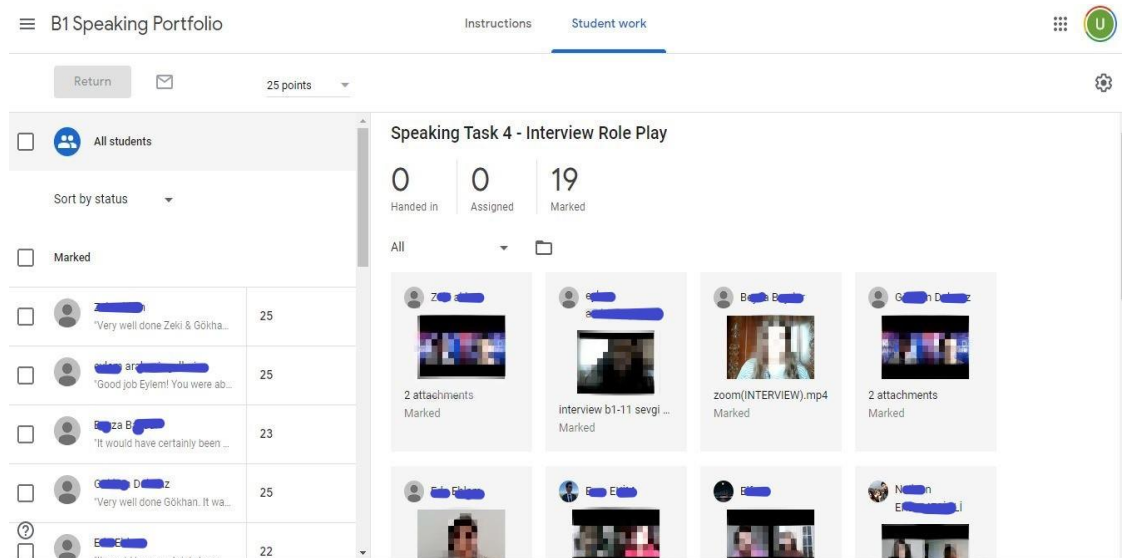 B1 Speaking Portfolio
Instructions
Student work
U
Return
25 points
All students
Sort by status
Marked
"Very well done Zeki & Gökha...
25
"Good job Eylem! You were ab...
25
"It would have certainly been ...
23
"Very well done Gökhan. It wa...
25
22
Speaking Task 4 - Interview Role Play
0
Handed in
0
Assigned
19
Marked
All
2 attachments
Marked
interview b1-11 sevgi ...
Marked
zoom(INTERVIEW).mp4
Marked
2 attachments
Marked